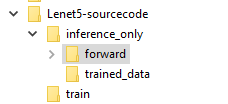 Lenet5-sourcecode
inference_only
forward
trained_data
train